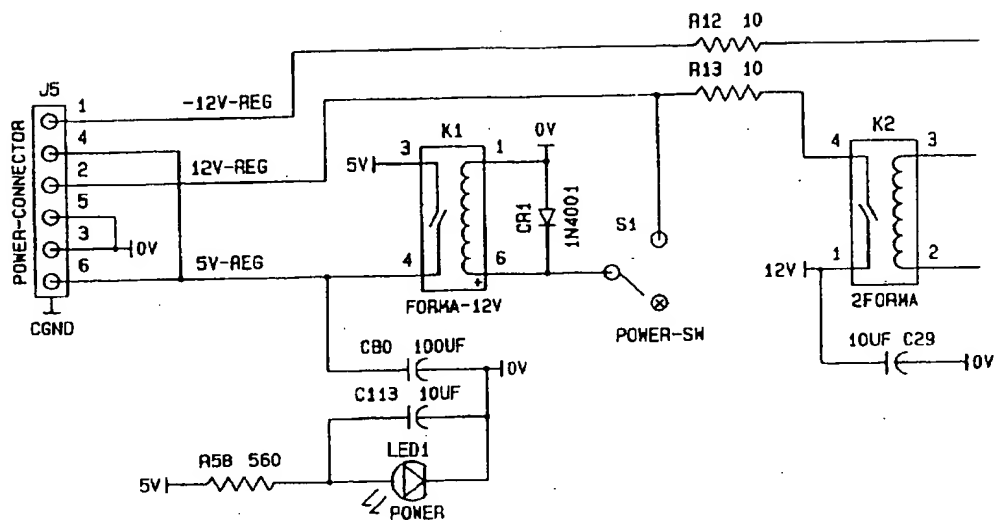 R12 10
R13 10
J5
POWER-CONNECTOR
1
-12V-REG
4
2
12V-REG
5
3
0V
6
5V-REG
CGND
K1
5V
3
1
4
6
+
FORMA-12V
0V
CR1
1N4001
S1
POWER-SW
K2
4
3
1
2
12V
2FORMA
10UF C29
0V
C80 100UF
0V
C113 10UF
LED1
R58 560
5V
POWER